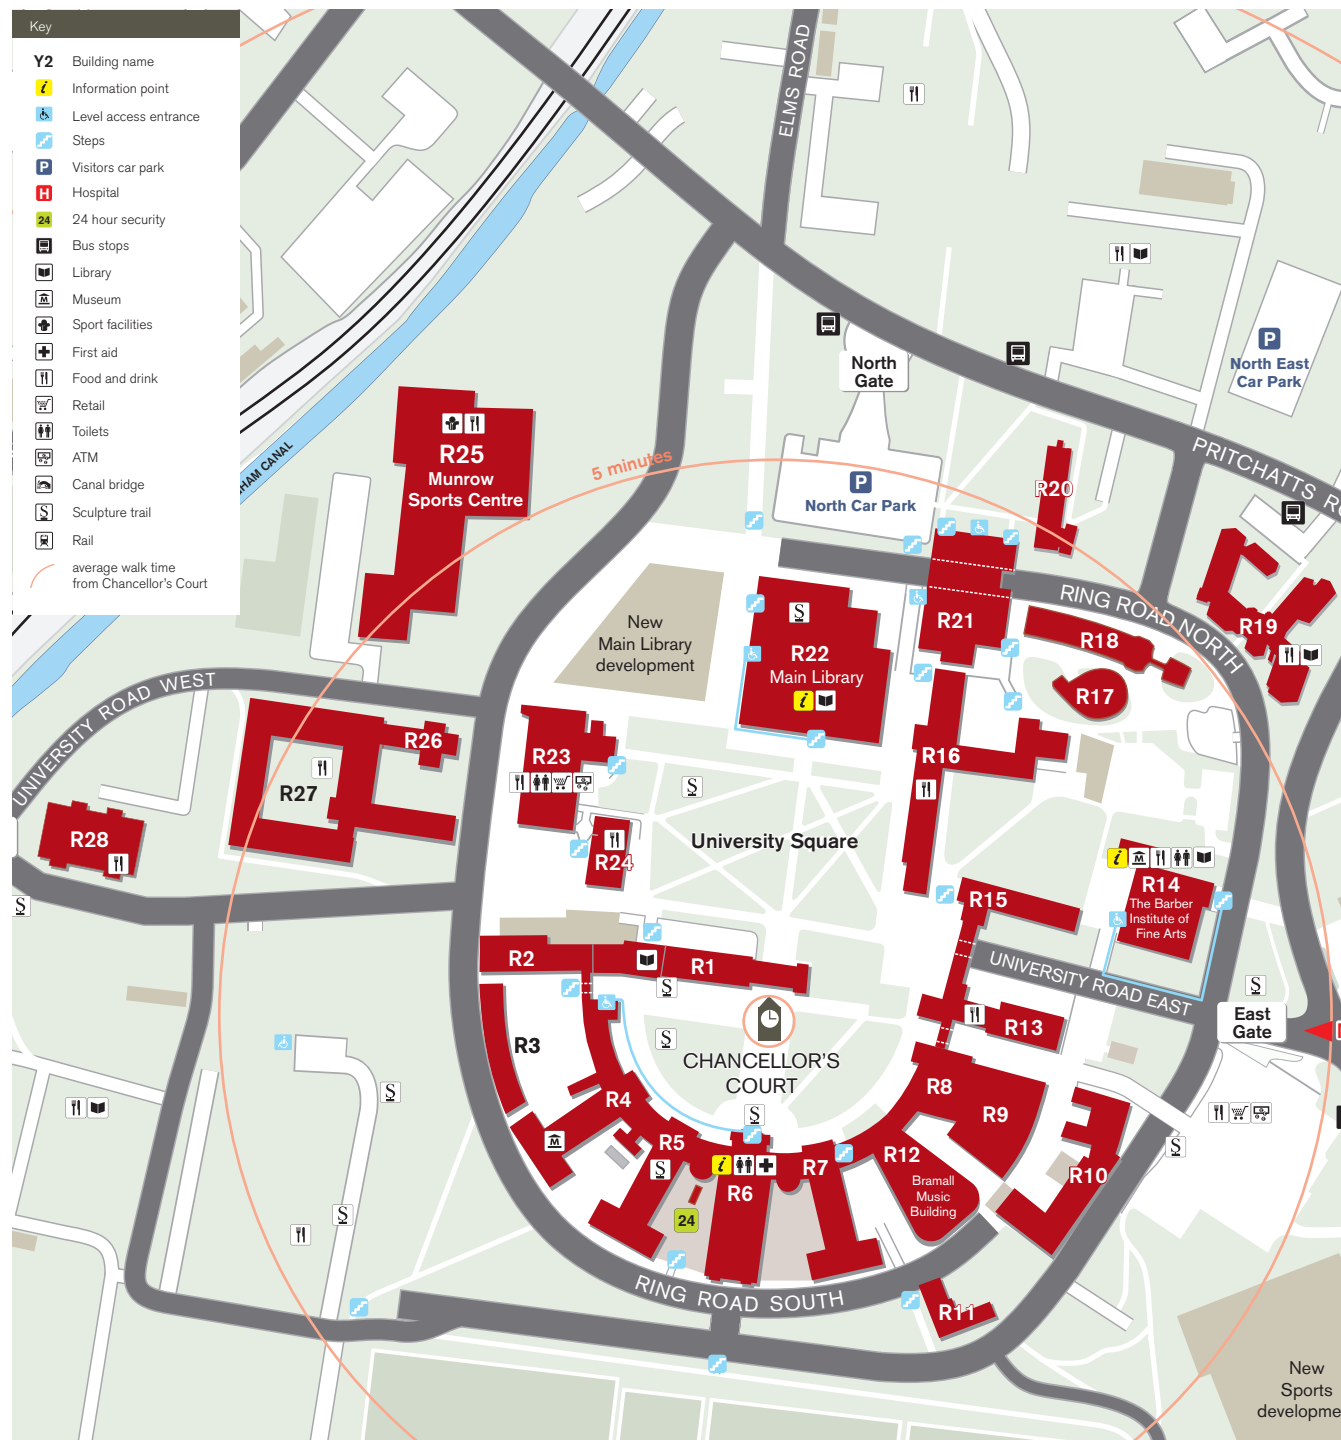 Key
Y2 Building name
i Information point
Level access entrance
Steps
P Visitors car park
H Hospital
24 24 hour security
Bus stops
Library
M Museum
Sport facilities
First aid
Food and drink
Retail
Toilets
ATM
Canal bridge
S Sculpture trail
Rail
average walk time
from Chancellor's Court
ELMS ROAD
North
Gate
P
North East
Car Park
PRITCHATTS
HAM CANAL
R25
Munrow
Sports Centre
5 minutes
P
North Car Park
R20
RING ROAD NORTH
R19
New
Main Library
development
S
R22
Main Library
i
R21
R18
R17
UNIVERSITY ROAD WEST
R26
R27
R28
R23
R24
S
University Square
R16
R15
i M
R14
The Barber
Institute of
Fine Arts
S
R2
R1
S
UNIVERSITY ROAD EAST
S
East
Gate
R3
S
CHANCELLOR'S
COURT
R13
S
R4
R5
S
M
S
i
R6
R7
R8
R9
R12
Bramall
Music
Building
R10
S
24
S
RING ROAD SOUTH
R11
New
Sports
developme